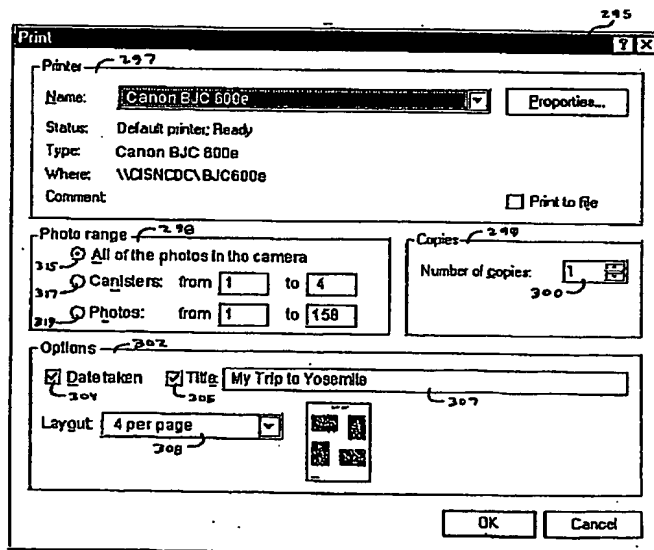 295
Print ? X
Printer 297
Name: Canon BJC 600e Properties...
Status: Default printer; Ready
Type: Canon BJC 600e
Where: \\CISNCDC\BJC600e
Comment Print to file
Photo range 298
315 All of the photos in the camera
317 Canisters: from 1 to 4
319 Photos: from 1 to 158
Copies 299
Number of copies: 1
300
Options 302
Date taken Title: My Trip to Yosemite
304 305 307
Layout 4 per page
308
OK Cancel